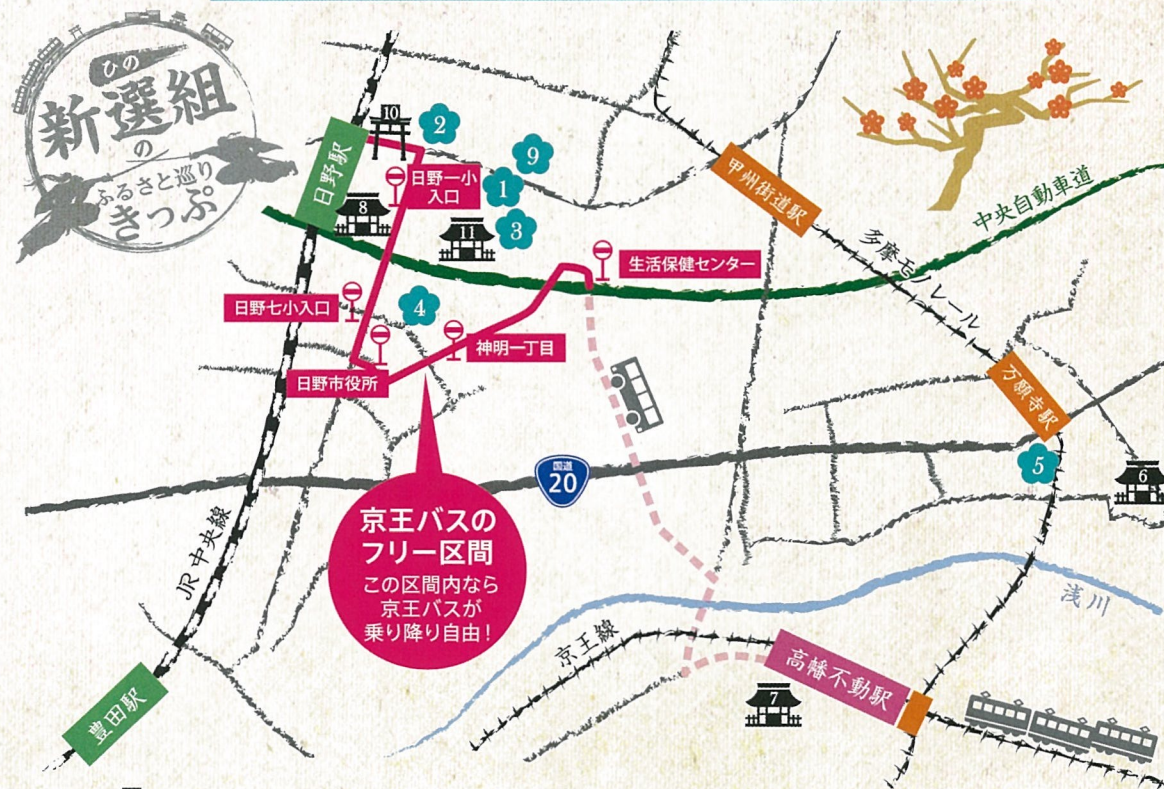 ひの
新選組
の
ふるさと巡り
きっぷ
日野駅
10
2
9
日野一小
入口
1
8
11
3
甲州街道駅
中央自動車道
多摩モノレール
生活保健センター
日野七小入口
4
神明一丁目
日野市役所
万願寺駅
国道
20
5
6
京王バスの
フリー区間
この区間内なら
京王バスが
乗り降り自由!
JR中央線
浅川
京王線
高幡不動駅
7
豊田駅